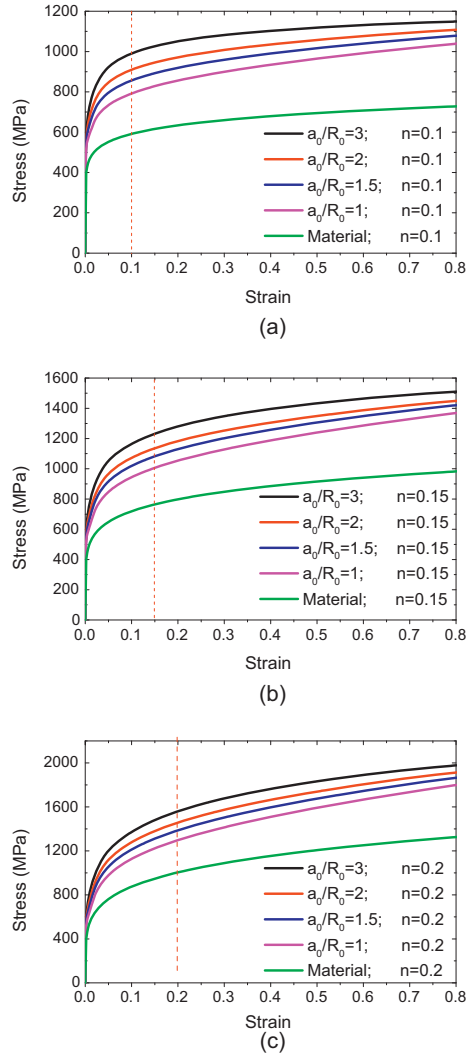 1200
1000
800
600
400
200
0
Stress (MPa)
a₀/R₀=3; n=0.1
a₀/R₀=2; n=0.1
a₀/R₀=1.5; n=0.1
a₀/R₀=1; n=0.1
Material; n=0.1
0.0 0.1 0.2 0.3 0.4 0.5 0.6 0.7 0.8
Strain
(a)
1600
1400
1200
1000
800
600
400
200
0
Stress (MPa)
a₀/R₀=3; n=0.15
a₀/R₀=2; n=0.15
a₀/R₀=1.5; n=0.15
a₀/R₀=1; n=0.15
Material; n=0.15
0.0 0.1 0.2 0.3 0.4 0.5 0.6 0.7 0.8
Strain
(b)
2000
1600
1200
800
400
0
Stress (MPa)
a₀/R₀=3; n=0.2
a₀/R₀=2; n=0.2
a₀/R₀=1.5; n=0.2
a₀/R₀=1; n=0.2
Material; n=0.2
0.0 0.1 0.2 0.3 0.4 0.5 0.6 0.7 0.8
Strain
(c)